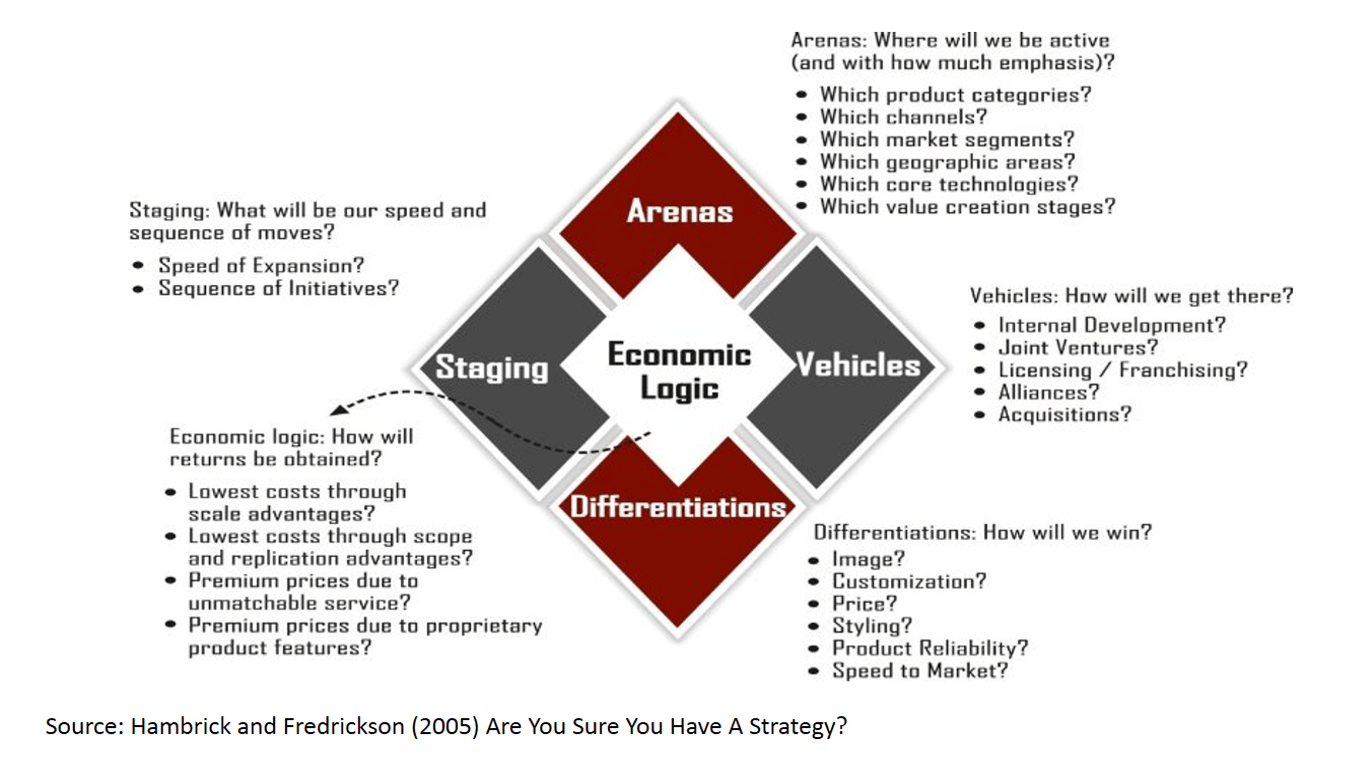 Arenas: Where will we be active
(and with how much emphasis)?
• Which product categories?
• Which channels?
• Which market segments?
• Which geographic areas?
• Which core technologies?
• Which value creation stages?
Staging: What will be our speed and
sequence of moves?
• Speed of Expansion?
• Sequence of Initiatives?
Arenas
Staging
Economic
Logic
Vehicles
Differentiations
Vehicles: How will we get there?
• Internal Development?
• Joint Ventures?
• Licensing / Franchising?
• Alliances?
• Acquisitions?
Economic logic: How will
returns be obtained?
• Lowest costs through
scale advantages?
• Lowest costs through scope
and replication advantages?
• Premium prices due to
unmatchable service?
• Premium prices due to proprietary
product features?
Differentiations: How will we win?
• Image?
• Customization?
• Price?
• Styling?
• Product Reliability?
• Speed to Market?
Source: Hambrick and Fredrickson (2005) Are You Sure You Have A Strategy?